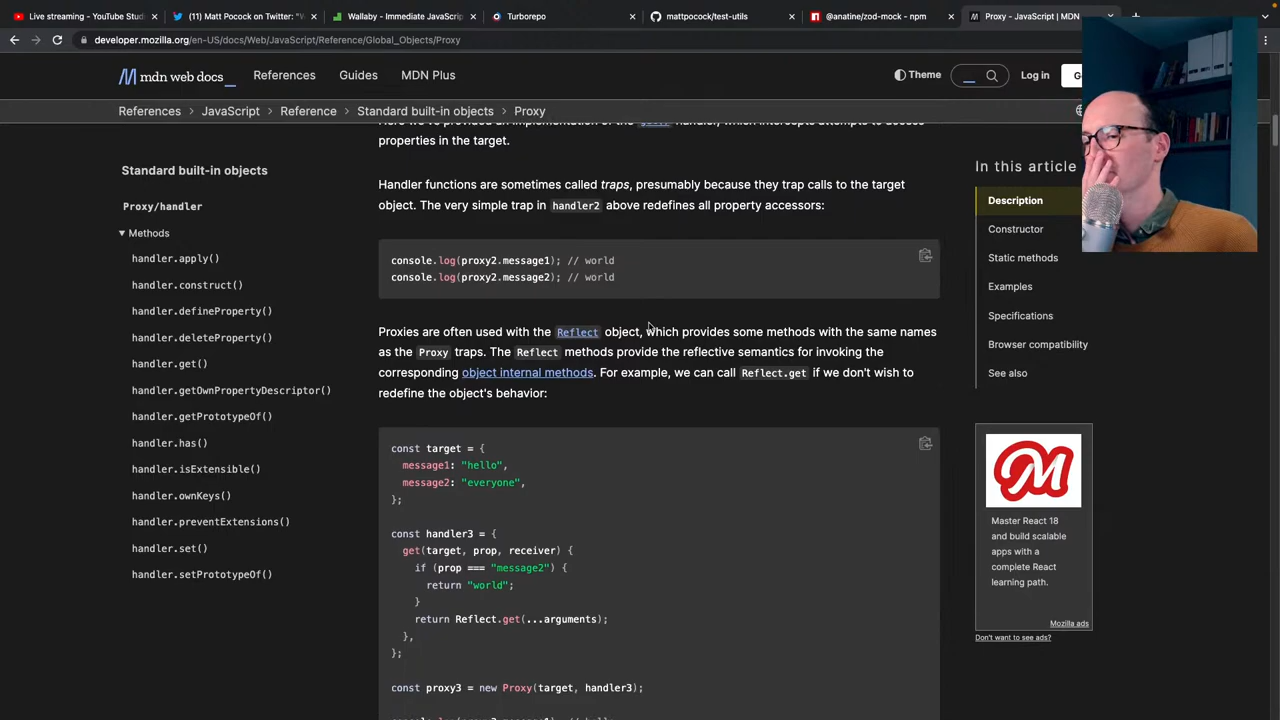 Live streaming - YouTube Stud
(11) Matt Pocock on Twitter: "
Wallaby - Immediate JavaScrip
Turborepo
mattpocock/test-utils
@anatine/zod-mock - npm
Proxy - JavaScript | MDN
developer.mozilla.org/en-US/docs/Web/JavaScript/Reference/Global_Objects/Proxy
mdn web docs_
References
Guides
MDN Plus
Theme
Log in
References > JavaScript > Reference > Standard built-in objects > Proxy
handler, which intercepts attempts to access
properties in the target.
Standard built-in objects
Proxy/handler
Methods
handler.apply()
handler.construct()
handler.defineProperty()
handler.deleteProperty()
handler.get()
handler.getOwnPropertyDescriptor()
handler.getPrototypeOf()
handler.has()
handler.isExtensible()
handler.ownKeys()
handler.preventExtensions()
handler.set()
handler.setPrototypeOf()
Handler functions are sometimes called traps, presumably because they trap calls to the target
object. The very simple trap in handler2 above redefines all property accessors:
console.log(proxy2.message1); // world
console.log(proxy2.message2); // world
Proxies are often used with the Reflect object, which provides some methods with the same names
as the Proxy traps. The Reflect methods provide the reflective semantics for invoking the
corresponding object internal methods. For example, we can call Reflect.get if we don't wish to
redefine the object's behavior:
const target = {
message1: "hello",
message2: "everyone",
};
const handler3 = {
get(target, prop, receiver) {
if (prop === "message2") {
return "world";
}
return Reflect.get(...arguments);
},
};
const proxy3 = new Proxy(target, handler3);
In this article
Description
Constructor
Static methods
Examples
Specifications
Browser compatibility
See also
Master React 18
and build scalable
apps with a
complete React
learning path.
Mozilla ads
Don't want to see ads?